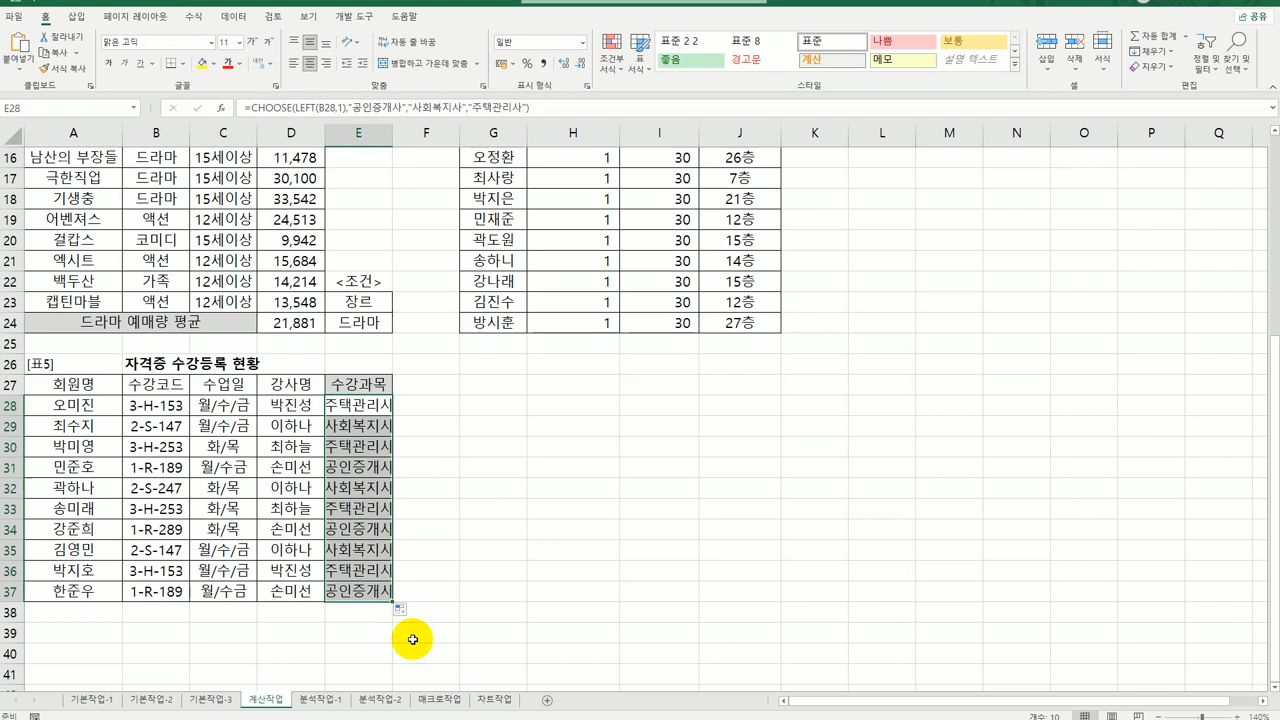 파일 홈 삽입 페이지 레이아웃 수식 데이터 검토 보기 개발 도구 도움말 공유
붙여넣기 잘라내기 복사 서식 복사 클립보드
맑은 고딕 11 가 가 가 가 가 글꼴
자동 줄 바꿈 병합하고 가운데 맞춤 맞춤
일반 % 표시 형식
조건부 서식 표 서식 표준 2 2 표준 8 표준 나쁨 보통
좋음 경고문 계산 메모 설명 텍스트 스타일
삽입 삭제 서식 셀
자동 합계 채우기 지우기 정렬 및 필터 찾기 및 선택 편집
E28 fx =CHOOSE(LEFT(B28,1),"공인증개사","사회복지사","주택관리사")
A B C D E F G H I J K L M N O P Q
16 남산의 부장들 드라마 15세이상 11,478 오정환 1 30 26층
17 극한직업 드라마 15세이상 30,100 최사랑 1 30 7층
18 기생충 드라마 15세이상 33,542 박지은 1 30 21층
19 어벤져스 액션 12세이상 24,513 민재준 1 30 12층
20 걸캅스 코미디 15세이상 9,942 곽도원 1 30 15층
21 엑시트 액션 12세이상 15,684 송하니 1 30 14층
22 백두산 가족 12세이상 14,214 <조건> 강나래 1 30 15층
23 캡틴마블 액션 12세이상 13,548 장르 김진수 1 30 12층
24 드라마 예매량 평균 21,881 드라마 방시훈 1 30 27층
25
26 [표5] 자격증 수강등록 현황
27 회원명 수강코드 수업일 강사명 수강과목
28 오미진 3-H-153 월/수/금 박진성 주택관리사
29 최수지 2-S-147 월/수/금 이하나 사회복지사
30 박미영 3-H-253 화/목 최하늘 주택관리사
31 민준호 1-R-189 월/수금 손미선 공인증개사
32 곽하나 2-S-247 화/목 이하나 사회복지사
33 송미래 3-H-253 화/목 최하늘 주택관리사
34 강준희 1-R-289 화/목 손미선 공인증개사
35 김영민 2-S-147 월/수/금 이하나 사회복지사
36 박지호 3-H-153 월/수/금 박진성 주택관리사
37 한준우 1-R-189 월/수금 손미선 공인증개사
38
39
40
41
기본작업-1 기본작업-2 기본작업-3 계산작업 분석작업-1 분석작업-2 매크로작업 차트작업
준비 개수: 10 140%